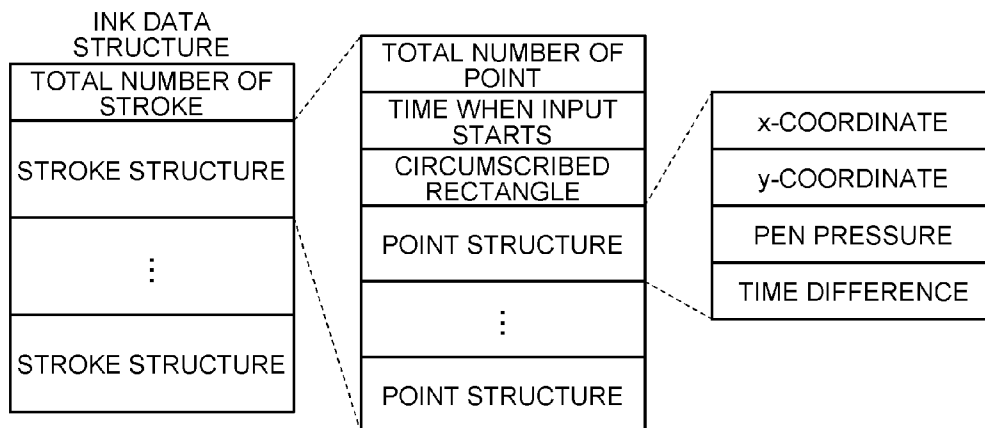 INK DATA
STRUCTURE
TOTAL NUMBER OF
STROKE
STROKE STRUCTURE
⋮
STROKE STRUCTURE
TOTAL NUMBER OF
POINT
TIME WHEN INPUT
STARTS
CIRCUMSCRIBED
RECTANGLE
POINT STRUCTURE
⋮
POINT STRUCTURE
x-COORDINATE
y-COORDINATE
PEN PRESSURE
TIME DIFFERENCE